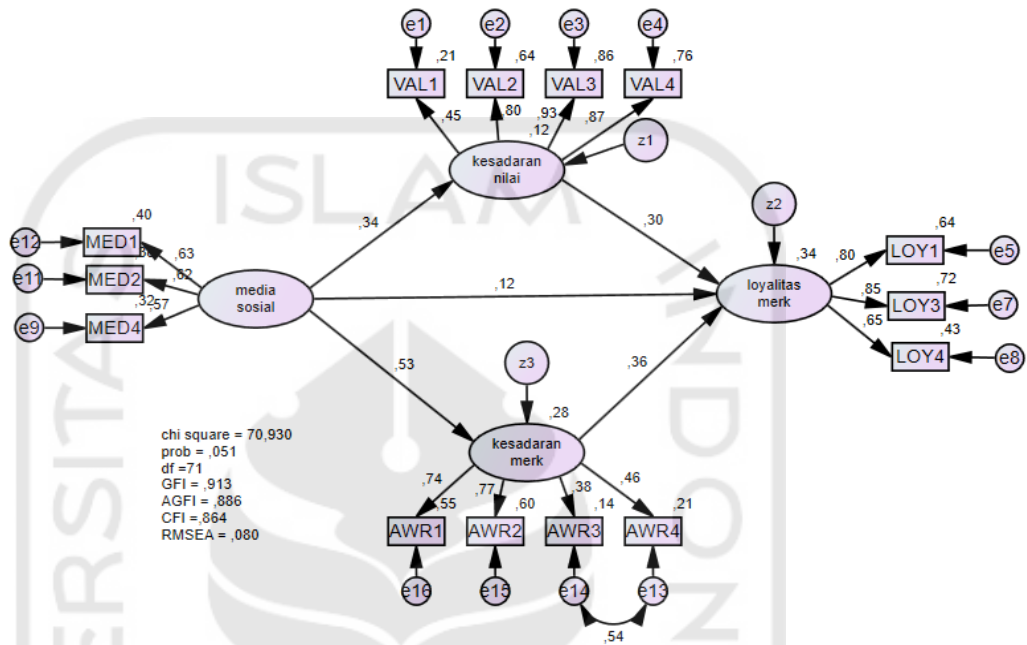 e1 e2 e3 e4
,21 ,64 ,86 ,76
VAL1 VAL2 VAL3 VAL4
,45 ,80 ,93 ,87
,12
z1
kesadaran
nilai
ISLAM
UNIVERSITAS
INDONESIA
,34
,30
z2
,40
e12 MED1 ,63
e11 MED2 ,62
,32 ,57
e9 MED4
media
sosial
,12
,34
loyalitas
merk
,80 ,64
LOY1 e5
,85 ,72
LOY3 e7
,65 ,43
LOY4 e8
,53
,36
z3
,28
kesadaran
merk
chi square = 70,930
prob = ,051
df =71
GFI = ,913
AGFI = ,886
CFI =,864
RMSEA = ,080
,74 ,77 ,38 ,46
,55 ,60 ,14 ,21
AWR1 AWR2 AWR3 AWR4
e16 e15 e14 e13
,54